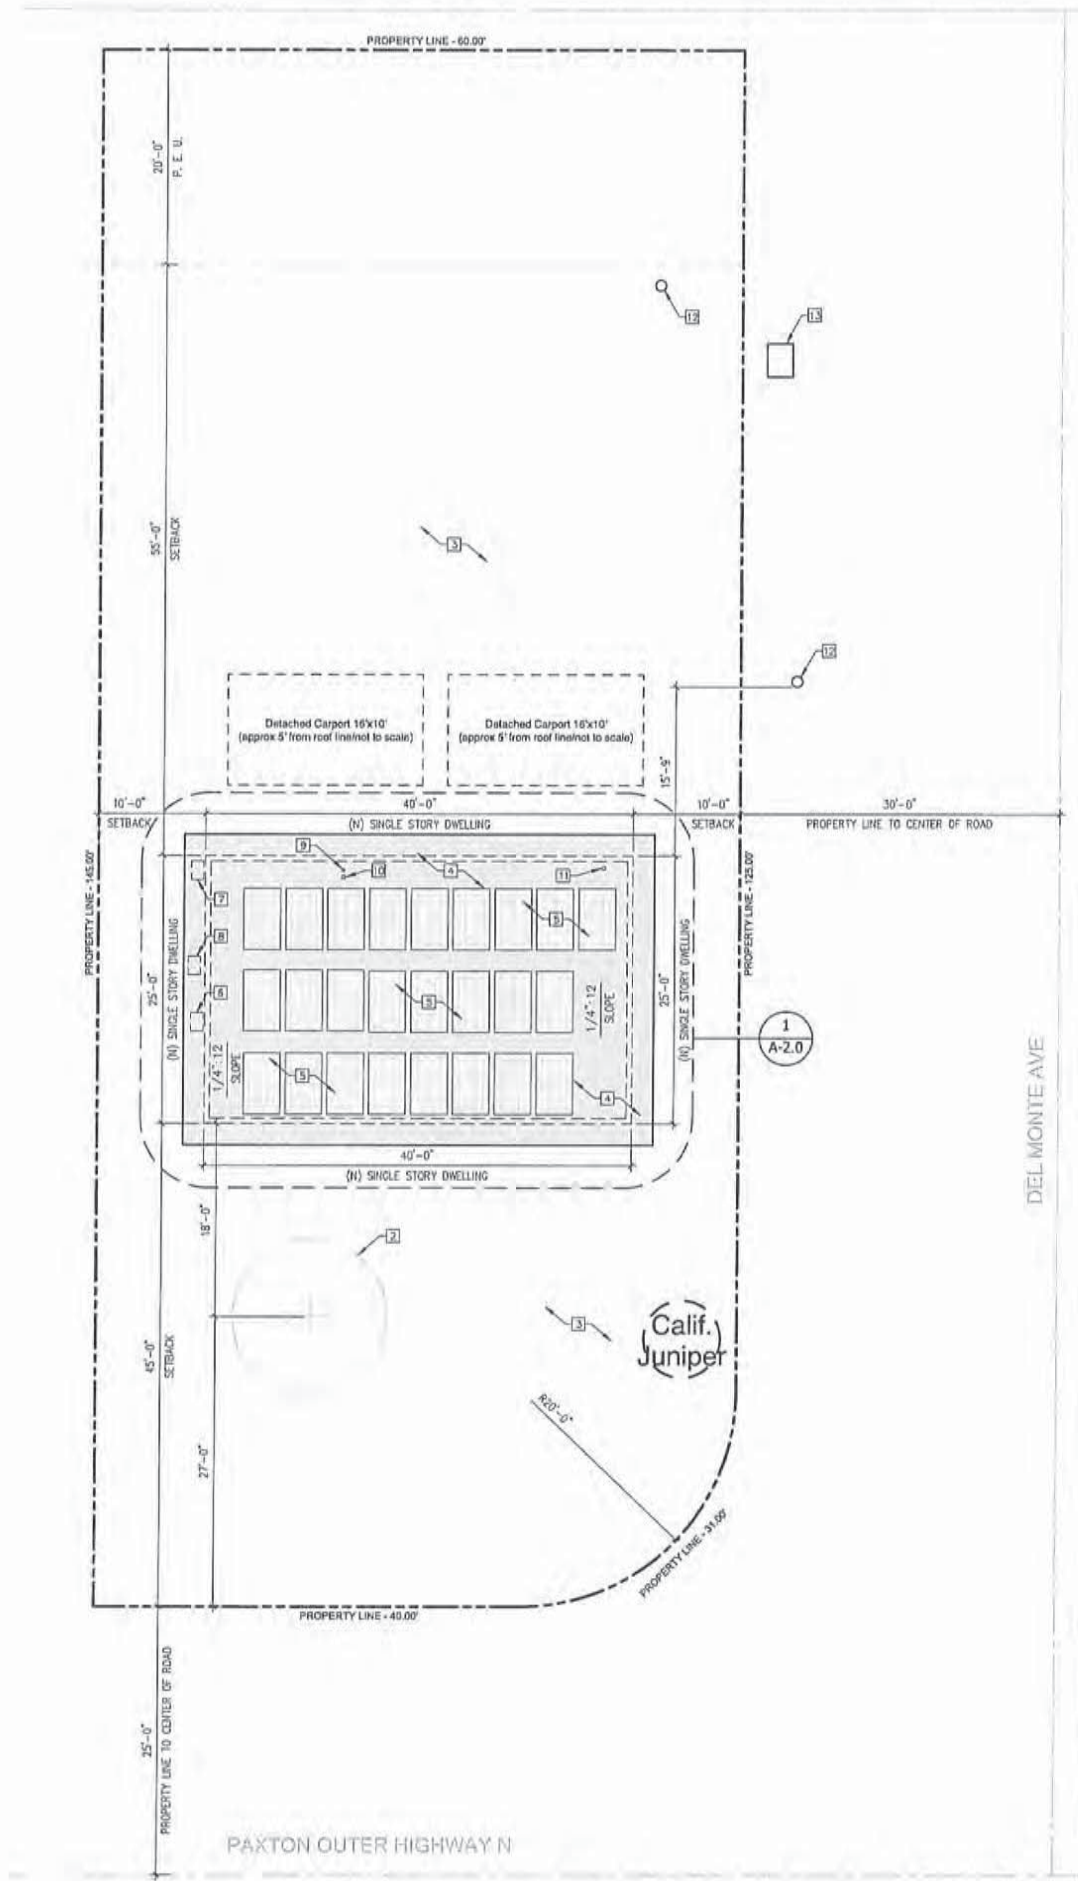 PROPERTY LINE - 60.00'
20'-0"
P. E. U.
12
13
55'-0"
SETBACK
3
12
Detached Carport 16'x10'
(approx 5' from roof line/not to scale)
Detached Carport 16'x10'
(approx 5' from roof line/not to scale)
15'-9"
10'-0"
SETBACK
40'-0"
(N) SINGLE STORY DWELLING
10'-0"
SETBACK
30'-0"
PROPERTY LINE TO CENTER OF ROAD
PROPERTY LINE - 145.00'
PROPERTY LINE - 125.00'
9
10
4
11
7
5
8
25'-0"
(N) SINGLE STORY DWELLING
6
5
1/4":12
SLOPE
25'-0"
(N) SINGLE STORY DWELLING
1
A-2.0
1/4":12
SLOPE
5
4
40'-0"
(N) SINGLE STORY DWELLING
DEL MONTE AVE
18'-0"
2
3
Calif.
Juniper
45'-0"
SETBACK
R20'-0"
27'-0"
PROPERTY LINE - 31.00'
PROPERTY LINE - 40.00'
25'-0"
PROPERTY LINE TO CENTER OF ROAD
PAXTON OUTER HIGHWAY N